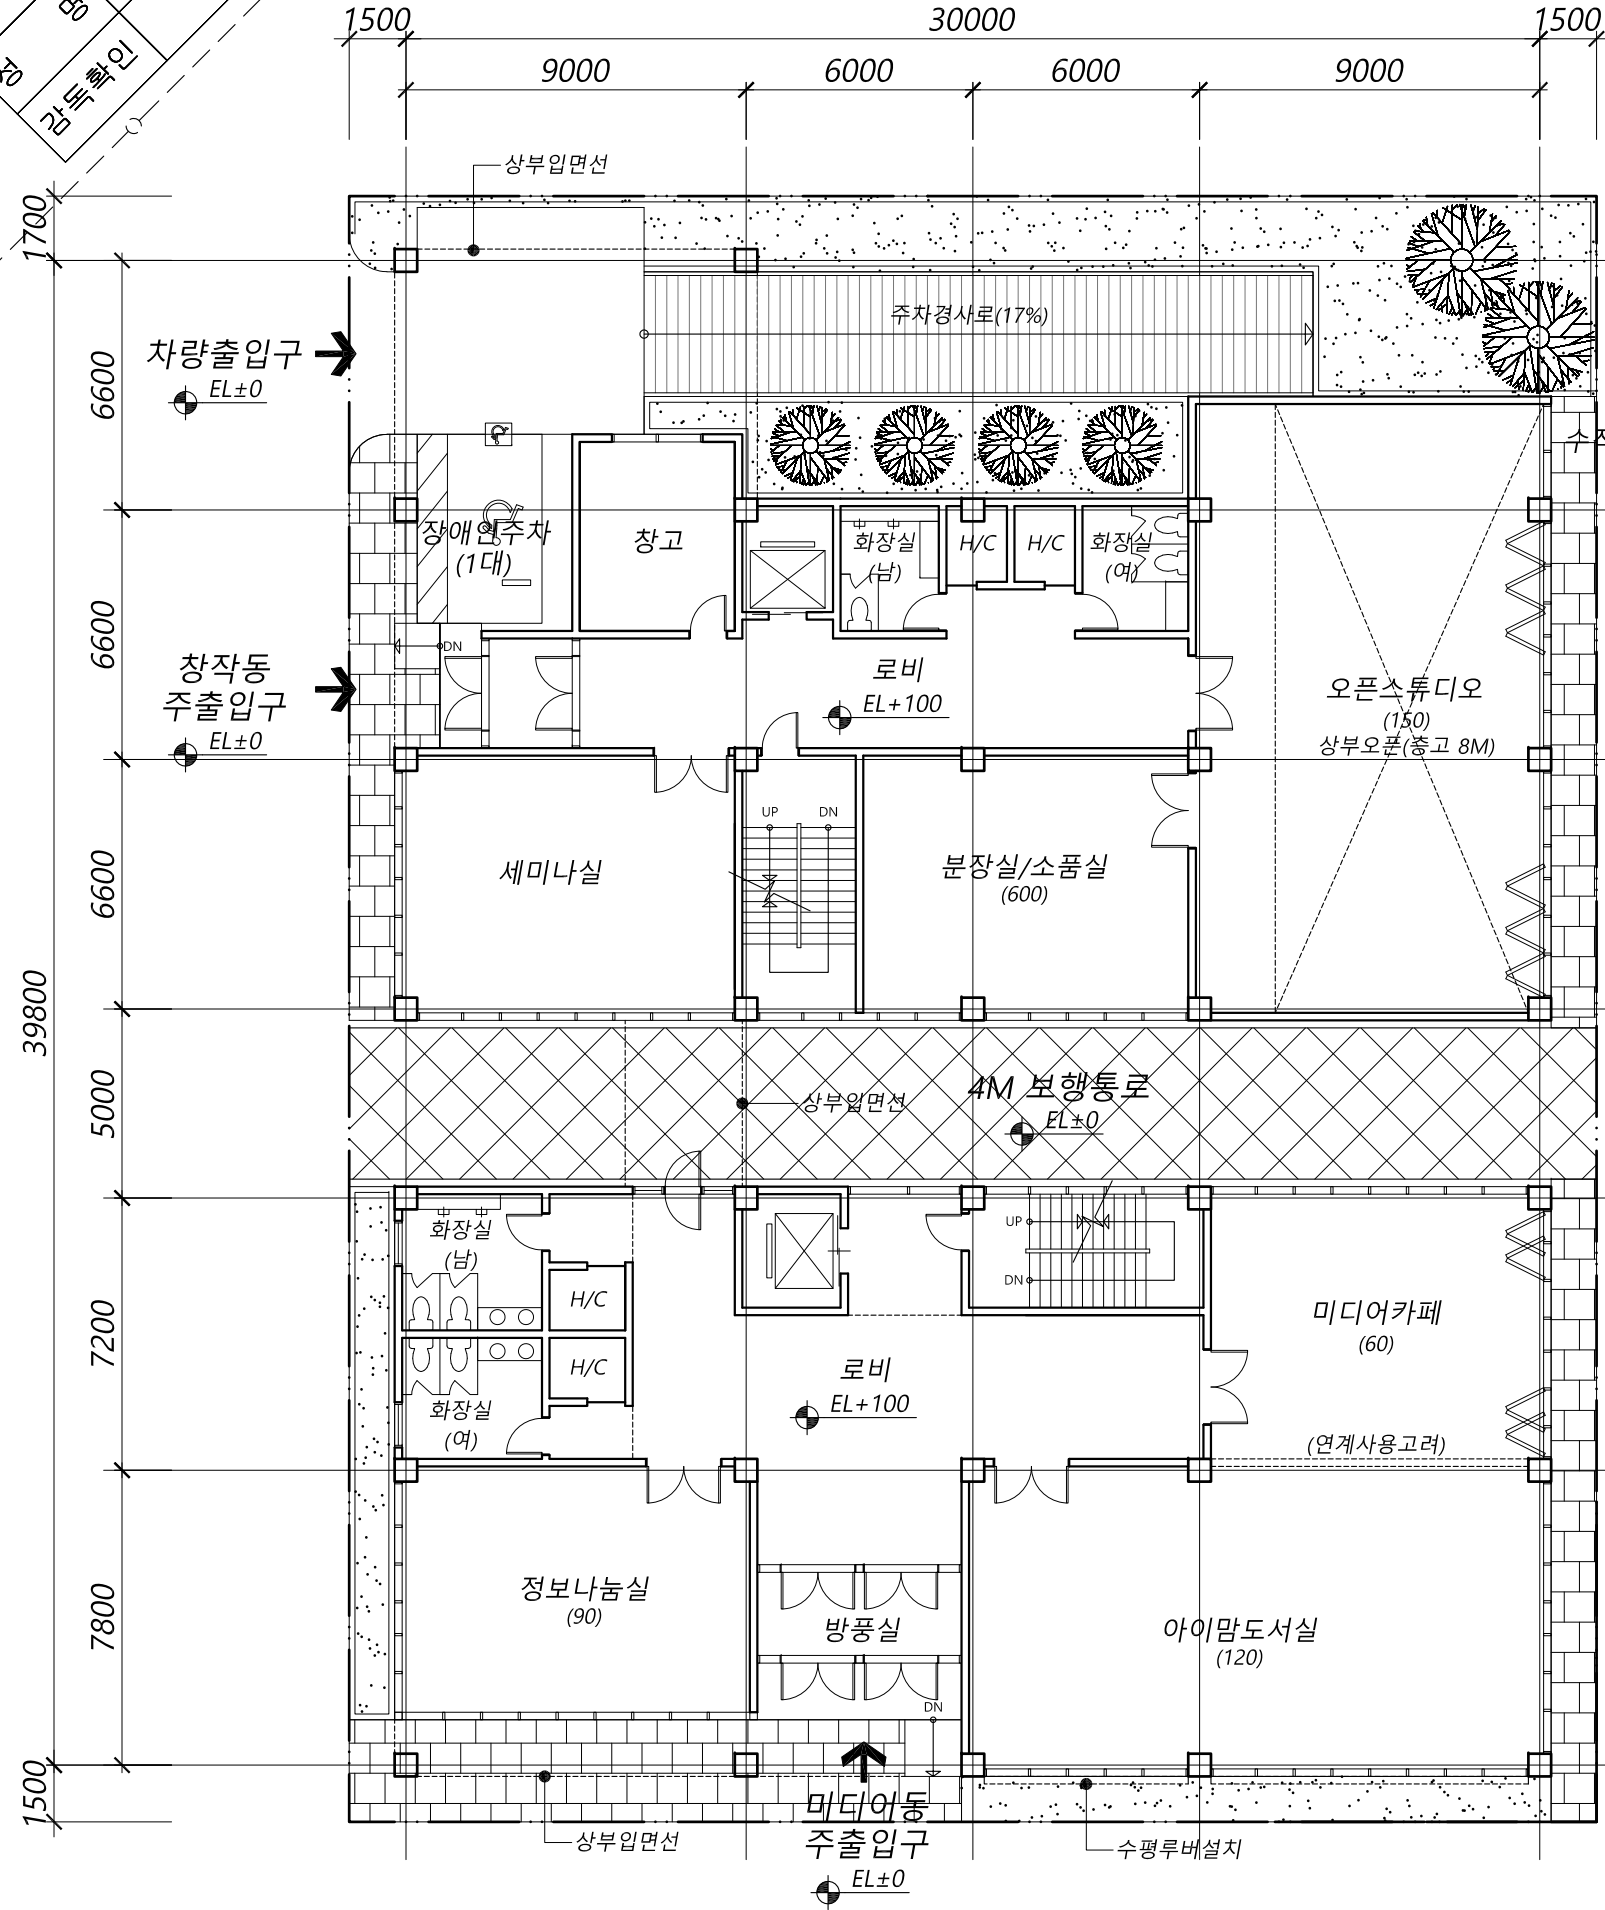 감독확인
1500
30000
1500
9000
6000
6000
9000
상부입면선
1700
6600
6600
6600
39800
5000
7200
7800
1500
주차경사로(17%)
차량출입구
EL±0
장애인주차
(1대)
창고
화장실
(남)
H/C
H/C
화장실
(여)
DN
창작동
주출입구
EL±0
로비
EL+100
오픈스튜디오
(150)
상부오픈(층고 8M)
UP
DN
세미나실
분장실/소품실
(600)
4M 보행통로
EL±0
상부입면선
화장실
(남)
H/C
UP
DN
H/C
화장실
(여)
로비
EL+100
미디어카페
(60)
(연계사용고려)
정보나눔실
(90)
방풍실
아이맘도서실
(120)
DN
미디어동
주출입구
EL±0
상부입면선
수평루버설치